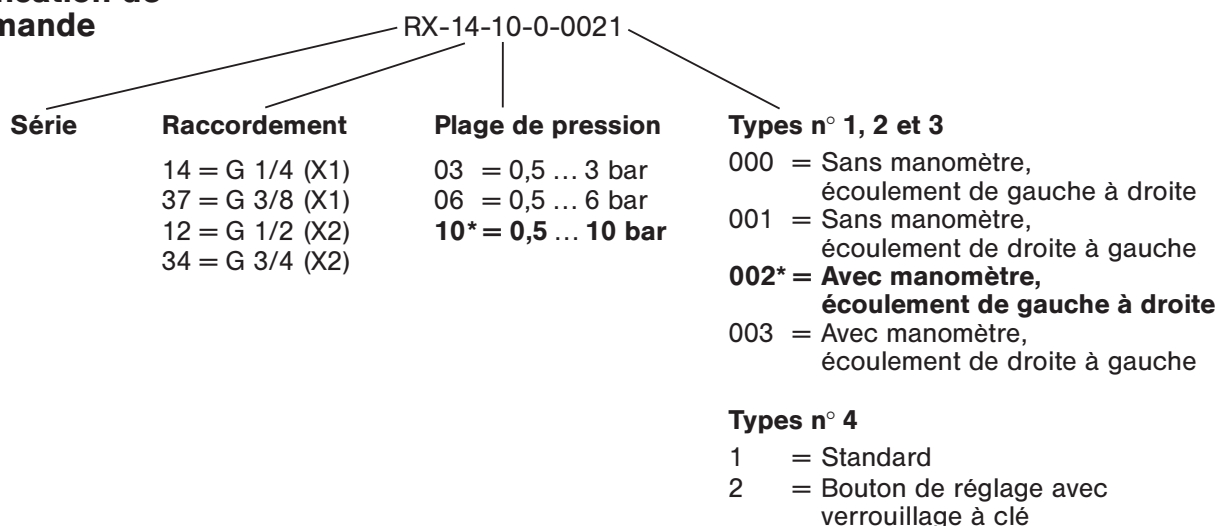 mande
RX-14-10-0-0021
Série
Raccordement
14 = G 1/4 (X1)
37 = G 3/8 (X1)
12 = G 1/2 (X2)
34 = G 3/4 (X2)
Plage de pression
03 = 0,5 … 3 bar
06 = 0,5 … 6 bar
10* = 0,5 … 10 bar
Types n° 1, 2 et 3
000 = Sans manomètre,
écoulement de gauche à droite
001 = Sans manomètre,
écoulement de droite à gauche
002* = Avec manomètre,
écoulement de gauche à droite
003 = Avec manomètre,
écoulement de droite à gauche
Types n° 4
1 = Standard
2 = Bouton de réglage avec
verrouillage à clé